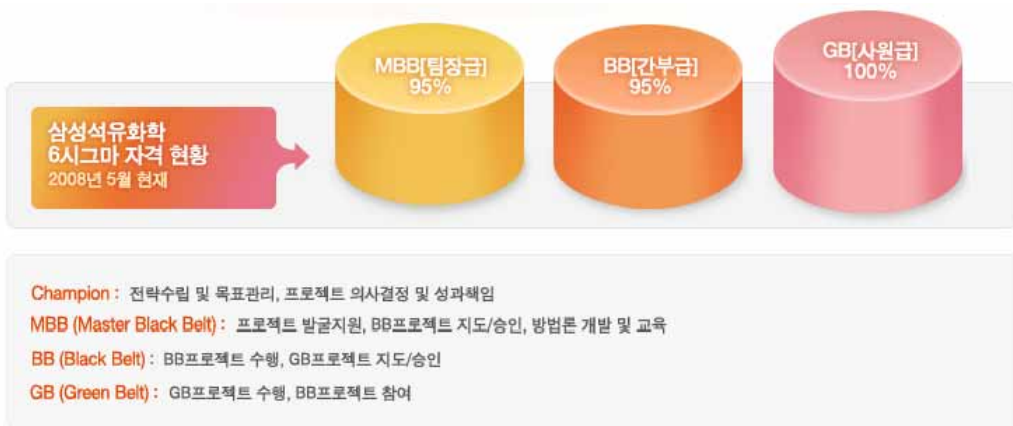 삼성석유화학
6시그마 자격 현황
2008년 5월 현재
MBB[팀장급]
95%
BB[간부급]
95%
GB[사원급]
100%
Champion : 전략수립 및 목표관리, 프로젝트 의사결정 및 성과책임
MBB (Master Black Belt) : 프로젝트 발굴지원, BB프로젝트 지도/승인, 방법론 개발 및 교육
BB (Black Belt) : BB프로젝트 수행, GB프로젝트 지도/승인
GB (Green Belt) : GB프로젝트 수행, BB프로젝트 참여